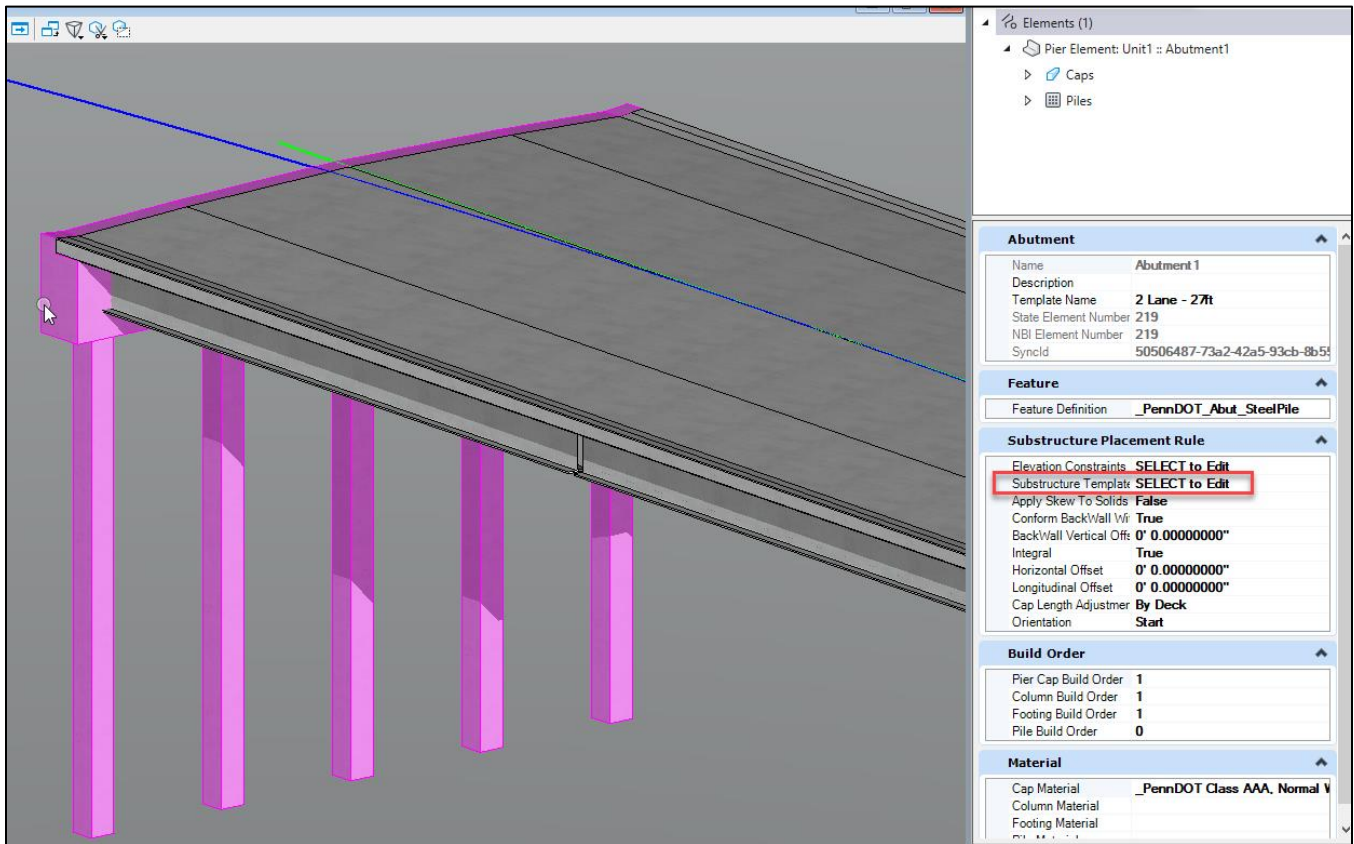 Elements (1)
Pier Element: Unit1 :: Abutment1
Caps
Piles
Abutment
Name Abutment1
Description
Template Name 2 Lane - 27ft
State Element Number 219
NBI Element Number 219
SyncId 50506487-73a2-42a5-93cb-8b55
Feature
Feature Definition _PennDOT_Abut_SteelPile
Substructure Placement Rule
Elevation Constraints SELECT to Edit
Substructure Template SELECT to Edit
Apply Skew To Solids False
Conform BackWall Wi True
BackWall Vertical Offs 0' 0.00000000"
Integral True
Horizontal Offset 0' 0.00000000"
Longitudinal Offset 0' 0.00000000"
Cap Length Adjustmer By Deck
Orientation Start
Build Order
Pier Cap Build Order 1
Column Build Order 1
Footing Build Order 1
Pile Build Order 0
Material
Cap Material _PennDOT Class AAA, Normal W
Column Material
Footing Material